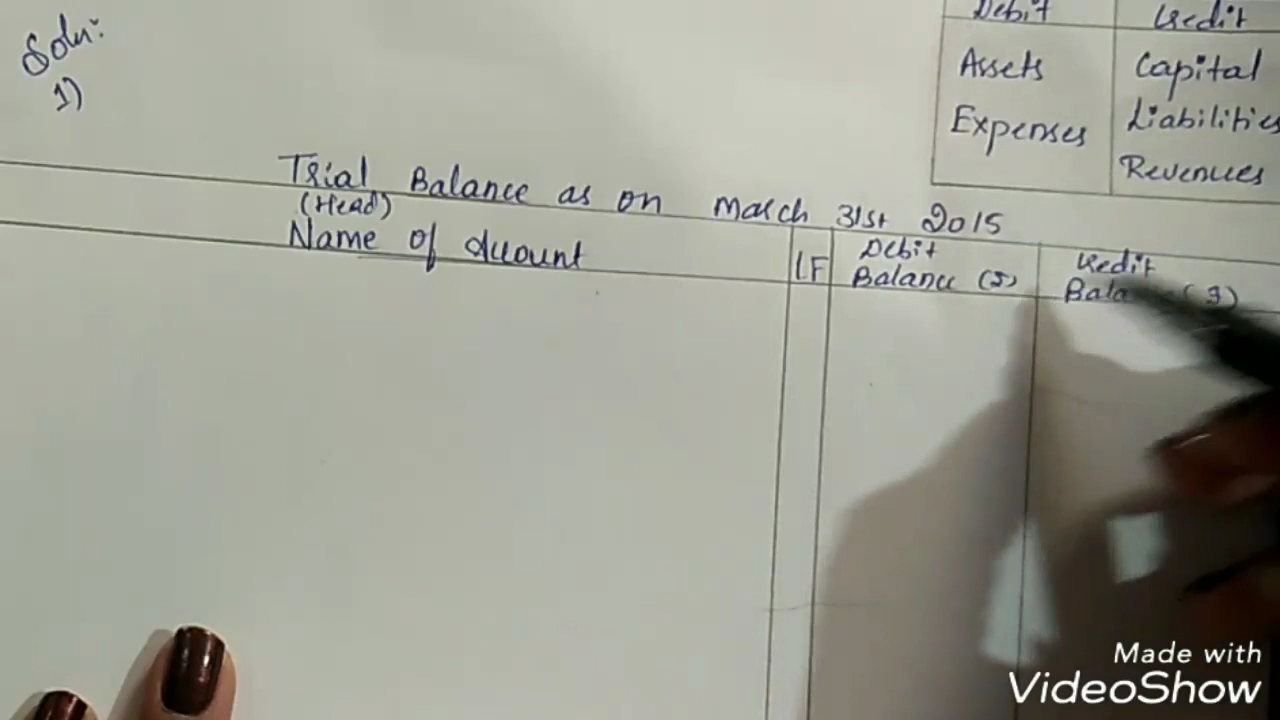 Soln:
1)
Debit Credit
Assets Capital
Expenses Liabilities
Revenues
Trial Balance as on March 31st 2015
(Head)
Name of Account LF Debit Balance (₹) Credit Balance (₹)
Made with
VideoShow